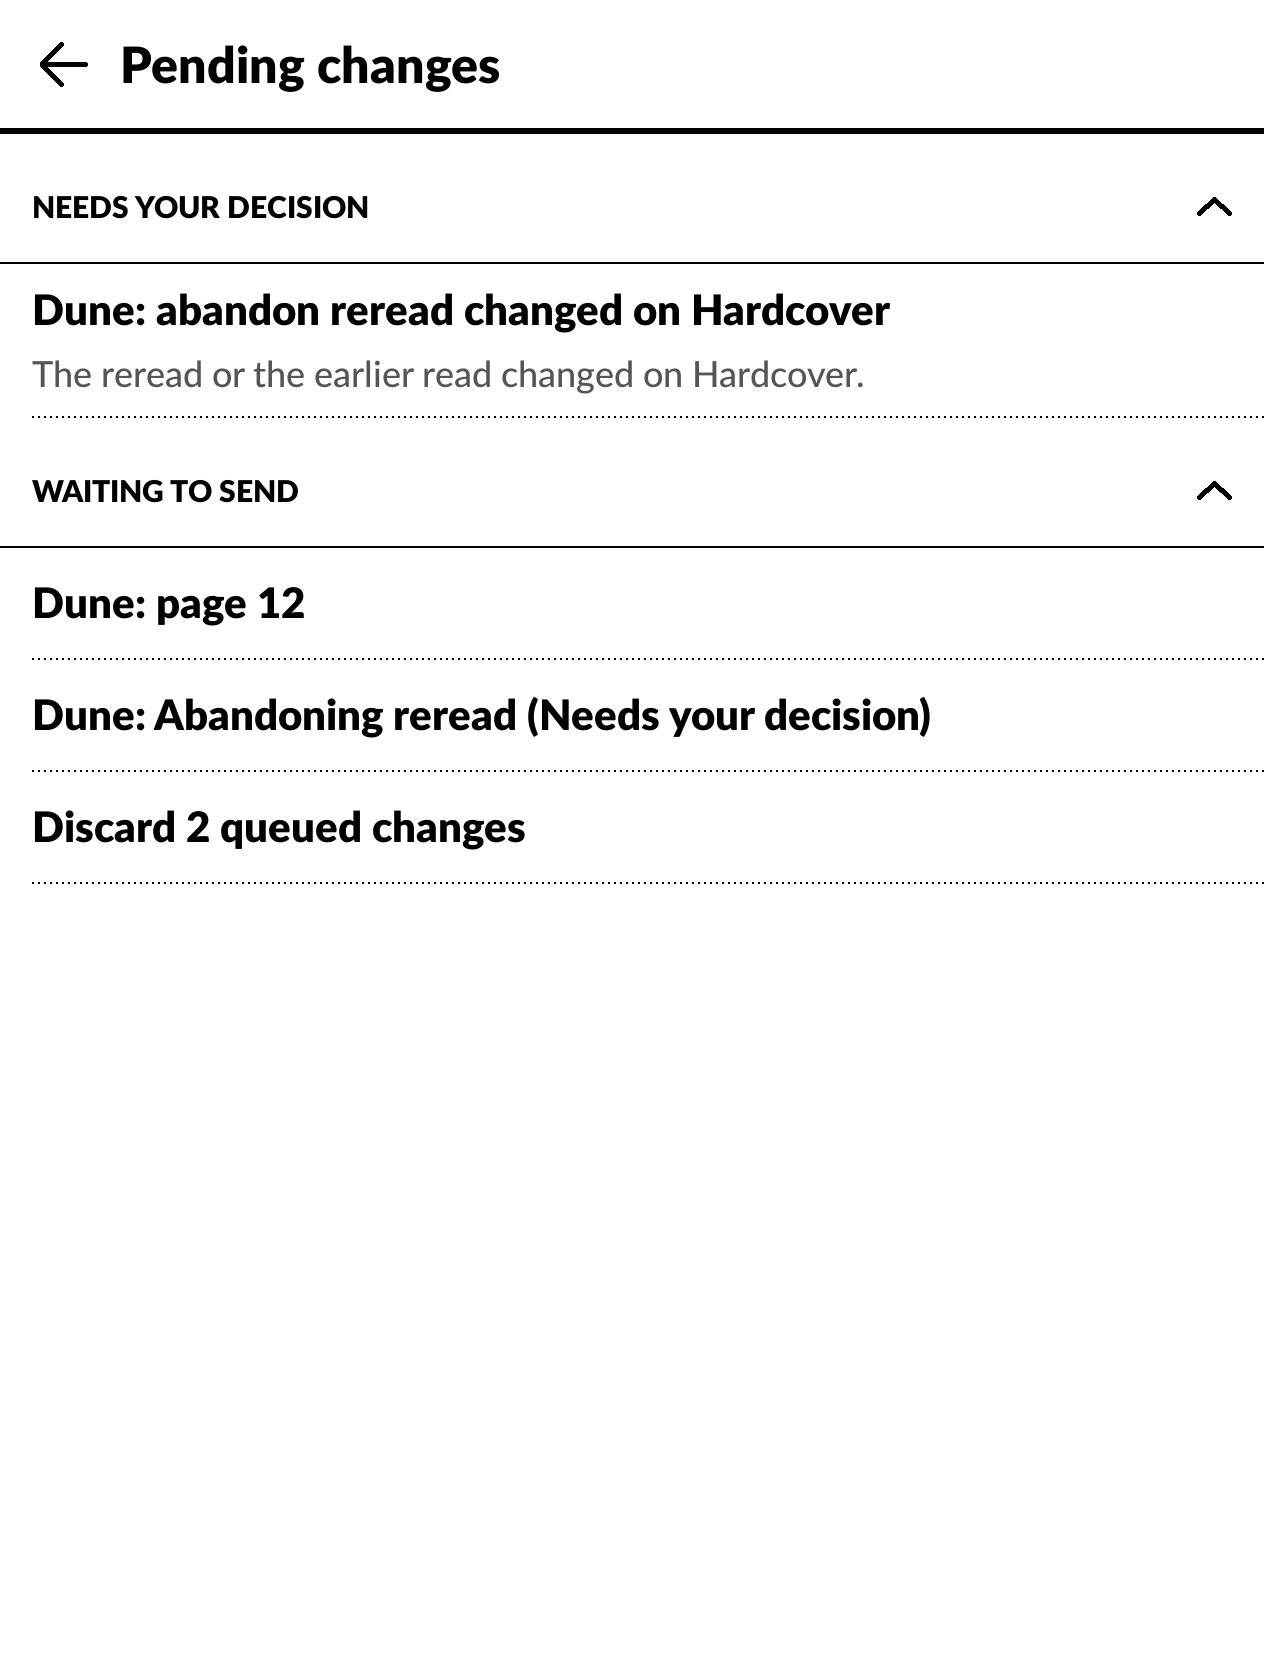 Pending changes
NEEDS YOUR DECISION
Dune: abandon reread changed on Hardcover
The reread or the earlier read changed on Hardcover.
WAITING TO SEND
Dune: page 12
Dune: Abandoning reread (Needs your decision)
Discard 2 queued changes